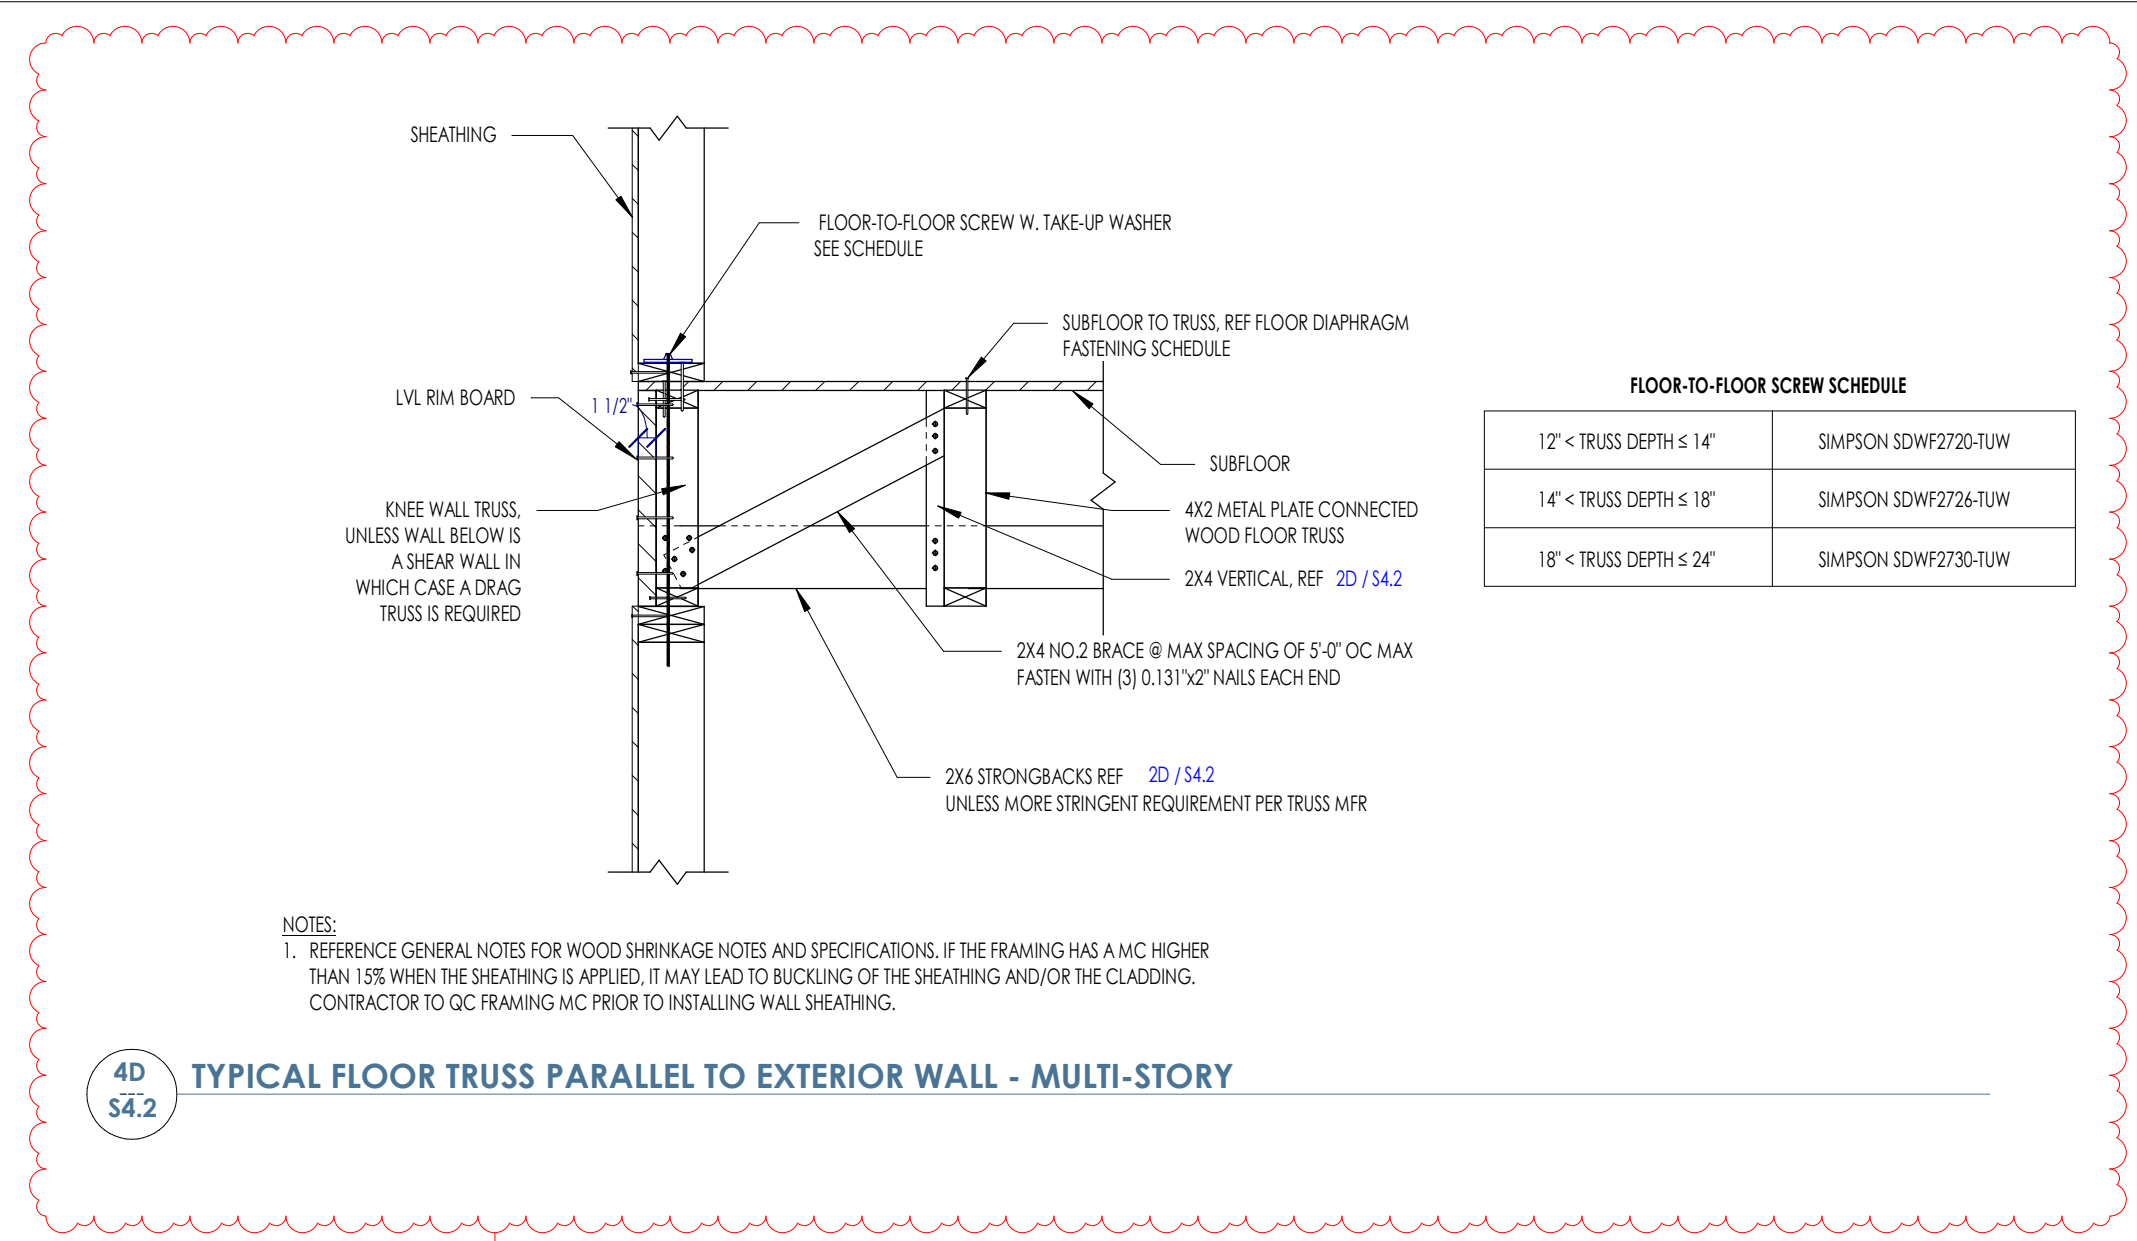 SHEATHING
FLOOR-TO-FLOOR SCREW W. TAKE-UP WASHER
SEE SCHEDULE
SUBFLOOR TO TRUSS, REF FLOOR DIAPHRAGM
FASTENING SCHEDULE
LVL RIM BOARD
1 1/2"
SUBFLOOR
KNEE WALL TRUSS,
UNLESS WALL BELOW IS
A SHEAR WALL IN
WHICH CASE A DRAG
TRUSS IS REQUIRED
4X2 METAL PLATE CONNECTED
WOOD FLOOR TRUSS
2X4 VERTICAL, REF 2D / S4.2
2X4 NO.2 BRACE @ MAX SPACING OF 5'-0" OC MAX
FASTEN WITH (3) 0.131"x2" NAILS EACH END
2X6 STRONGBACKS REF 2D / S4.2
UNLESS MORE STRINGENT REQUIREMENT PER TRUSS MFR
FLOOR-TO-FLOOR SCREW SCHEDULE
12" < TRUSS DEPTH ≤ 14" SIMPSON SDWF2720-TUW
14" < TRUSS DEPTH ≤ 18" SIMPSON SDWF2726-TUW
18" < TRUSS DEPTH ≤ 24" SIMPSON SDWF2730-TUW
NOTES:
1. REFERENCE GENERAL NOTES FOR WOOD SHRINKAGE NOTES AND SPECIFICATIONS. IF THE FRAMING HAS A MC HIGHER
THAN 15% WHEN THE SHEATHING IS APPLIED, IT MAY LEAD TO BUCKLING OF THE SHEATHING AND/OR THE CLADDING.
CONTRACTOR TO QC FRAMING MC PRIOR TO INSTALLING WALL SHEATHING.
4D
---
S4.2
TYPICAL FLOOR TRUSS PARALLEL TO EXTERIOR WALL - MULTI-STORY